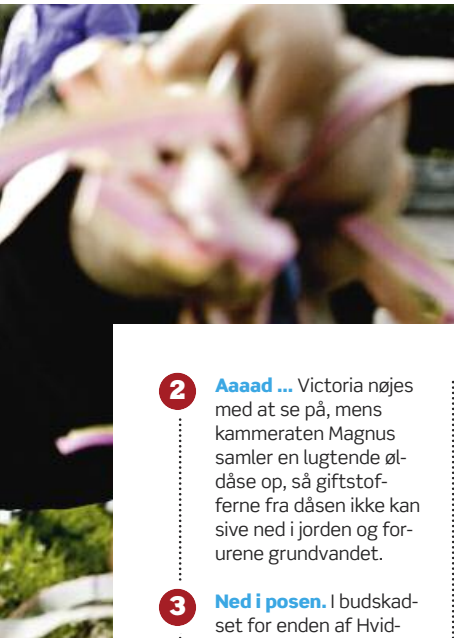 2 Aaaad ... Victoria nøjes
med at se på, mens
kammeraten Magnus
samler en lugtende øl-
dåse op, så giftstof-
ferne fra dåsen ikke kan
sive ned i jorden og for-
urene grundvandet.
3 Ned i posen. I budskad-
set for enden af Hvid-